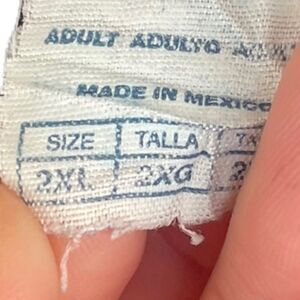 ADULT ADULTO
MADE IN MEXICO
SIZE TALLA
2XL 2XG